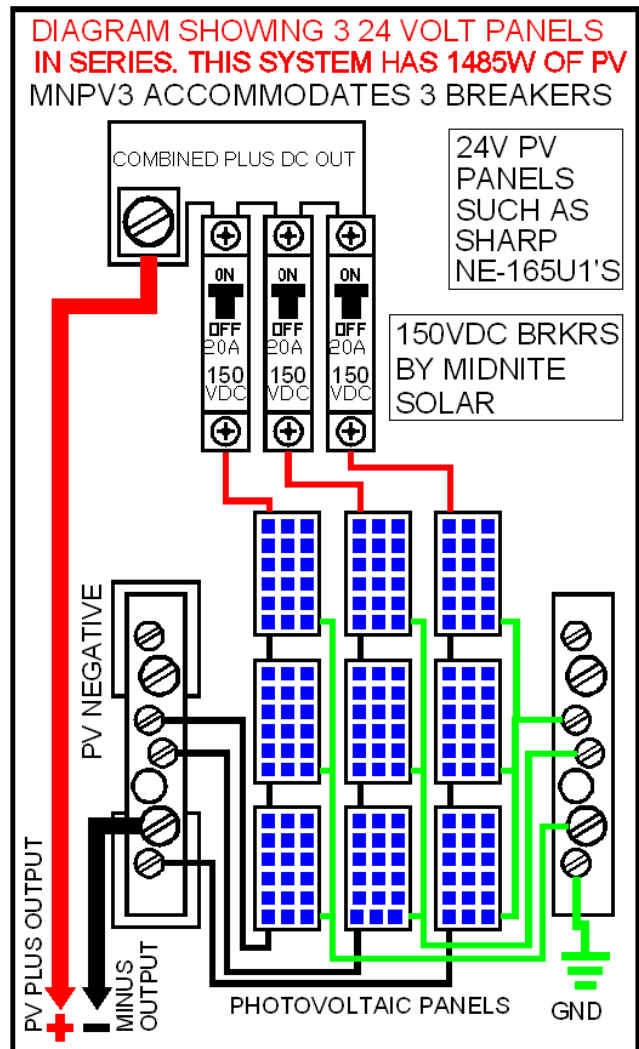 DIAGRAM SHOWING 3 24 VOLT PANELS
IN SERIES. THIS SYSTEM HAS 1485W OF PV
MNPV3 ACCOMMODATES 3 BREAKERS
COMBINED PLUS DC OUT
24V PV
PANELS
SUCH AS
SHARP
NE-165U1'S
ON
OFF
20A
150
VDC
ON
OFF
20A
150
VDC
ON
OFF
20A
150
VDC
150VDC BRKRS
BY MIDNITE
SOLAR
PV NEGATIVE
PV PLUS OUTPUT
+
−
MINUS
OUTPUT
PHOTOVOLTAIC PANELS
GND